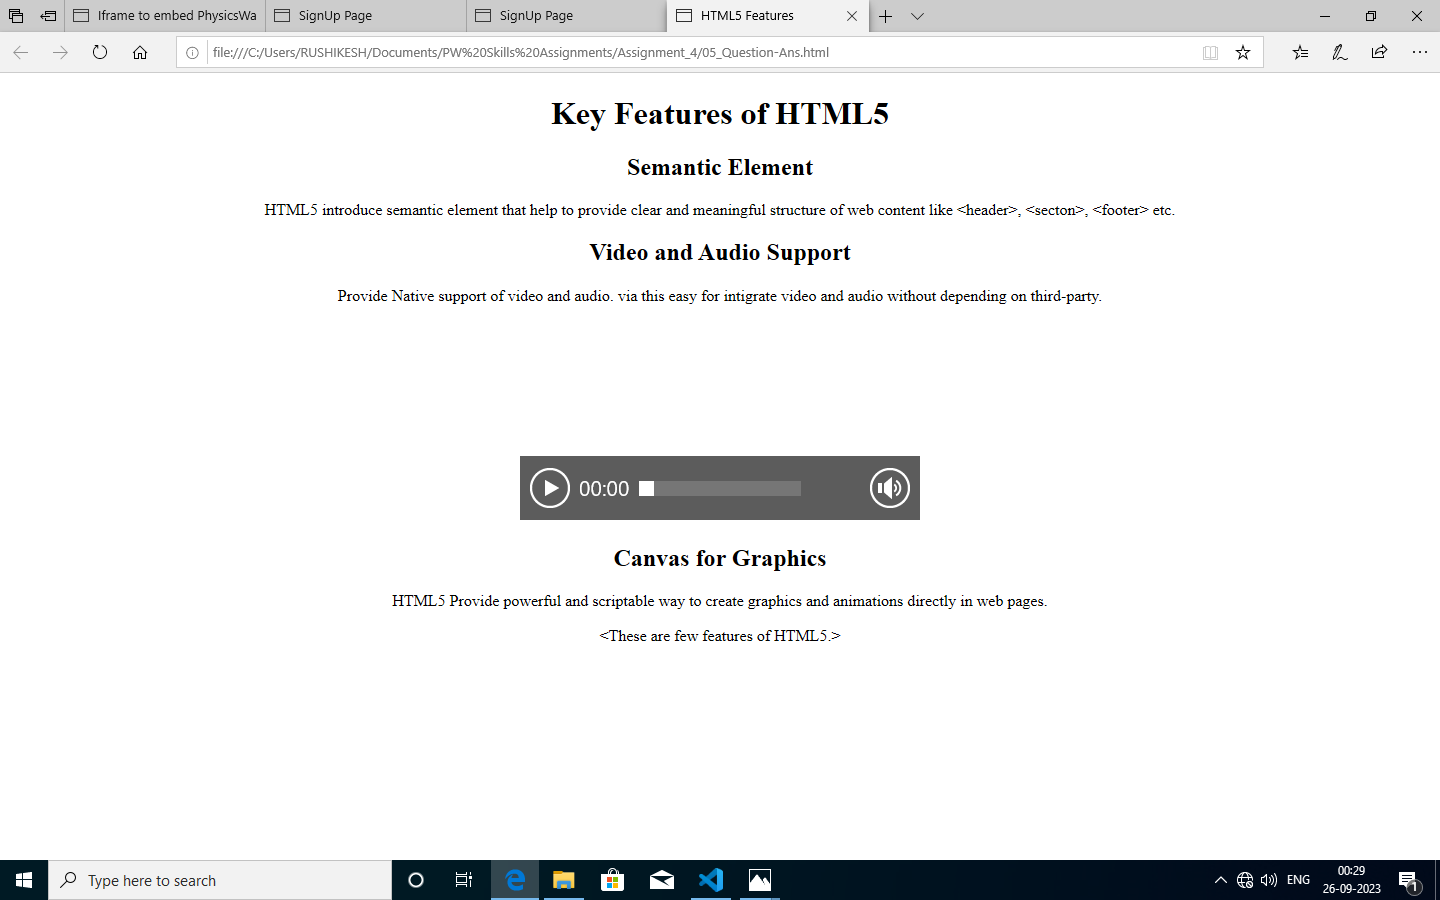 Iframe to embed PhysicsWa
SignUp Page
SignUp Page
HTML5 Features
file:///C:/Users/RUSHIKESH/Documents/PW%20Skills%20Assignments/Assignment_4/05_Question-Ans.html
Key Features of HTML5
Semantic Element
HTML5 introduce semantic element that help to provide clear and meaningful structure of web content like <header>, <secton>, <footer> etc.
Video and Audio Support
Provide Native support of video and audio. via this easy for intigrate video and audio without depending on third-party.
00:00
Canvas for Graphics
HTML5 Provide powerful and scriptable way to create graphics and animations directly in web pages.
<These are few features of HTML5.>
Type here to search
ENG
00:29
26-09-2023
1